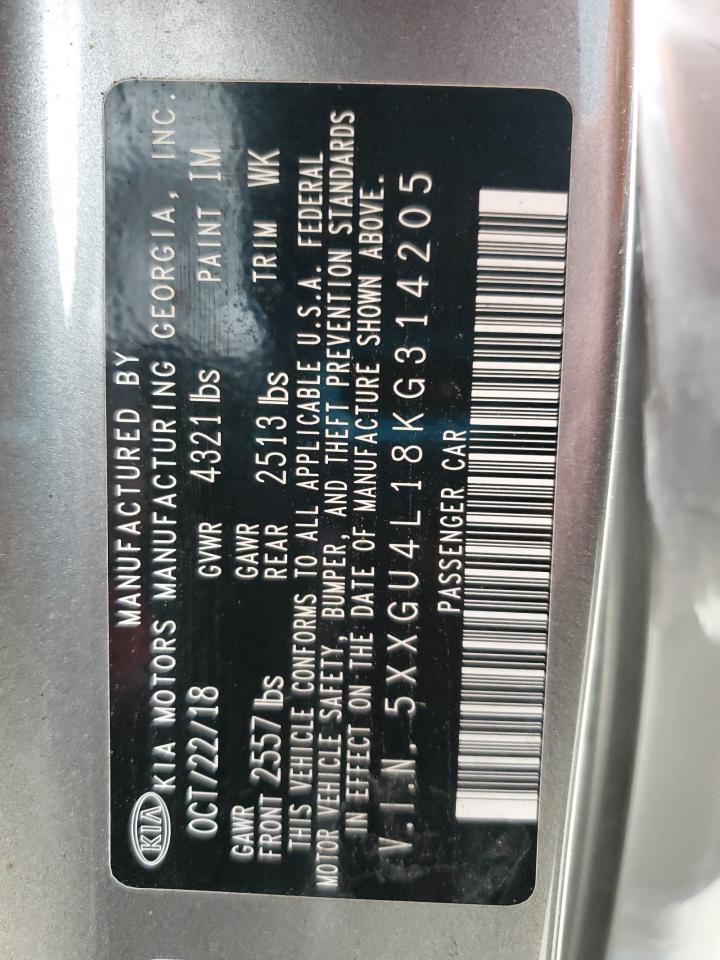 MANUFACTURED BY
KIA KIA MOTORS MANUFACTURING GEORGIA, INC.
OCT/22/18 GVWR 4321 lbs PAINT IM
GAWR FRONT 2557 lbs GAWR REAR 2513 lbs TRIM WK
THIS VEHICLE CONFORMS TO ALL APPLICABLE U.S.A. FEDERAL
MOTOR VEHICLE SAFETY, BUMPER, AND THEFT PREVENTION STANDARDS
IN EFFECT ON THE DATE OF MANUFACTURE SHOWN ABOVE.
V.I.N. 5XXGU4L18KG314205
PASSENGER CAR